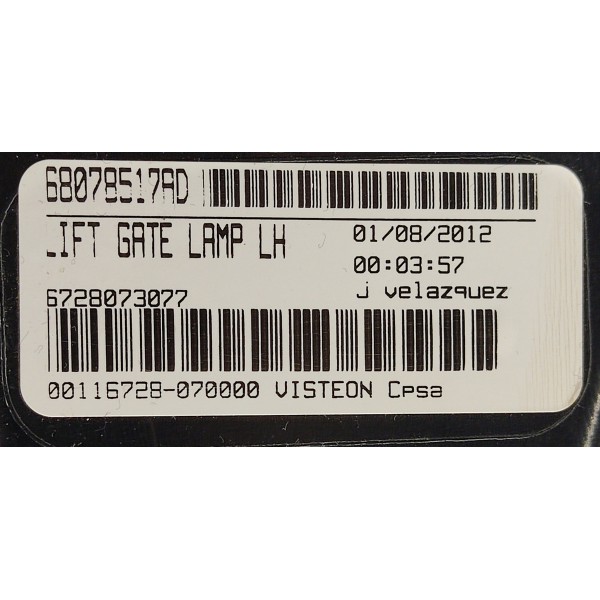 68078517AD
LIFT GATE LAMP LH
01/08/2012
00:03:57
6728073077
j velazquez
00116728-070000 VISTEON Cpsa